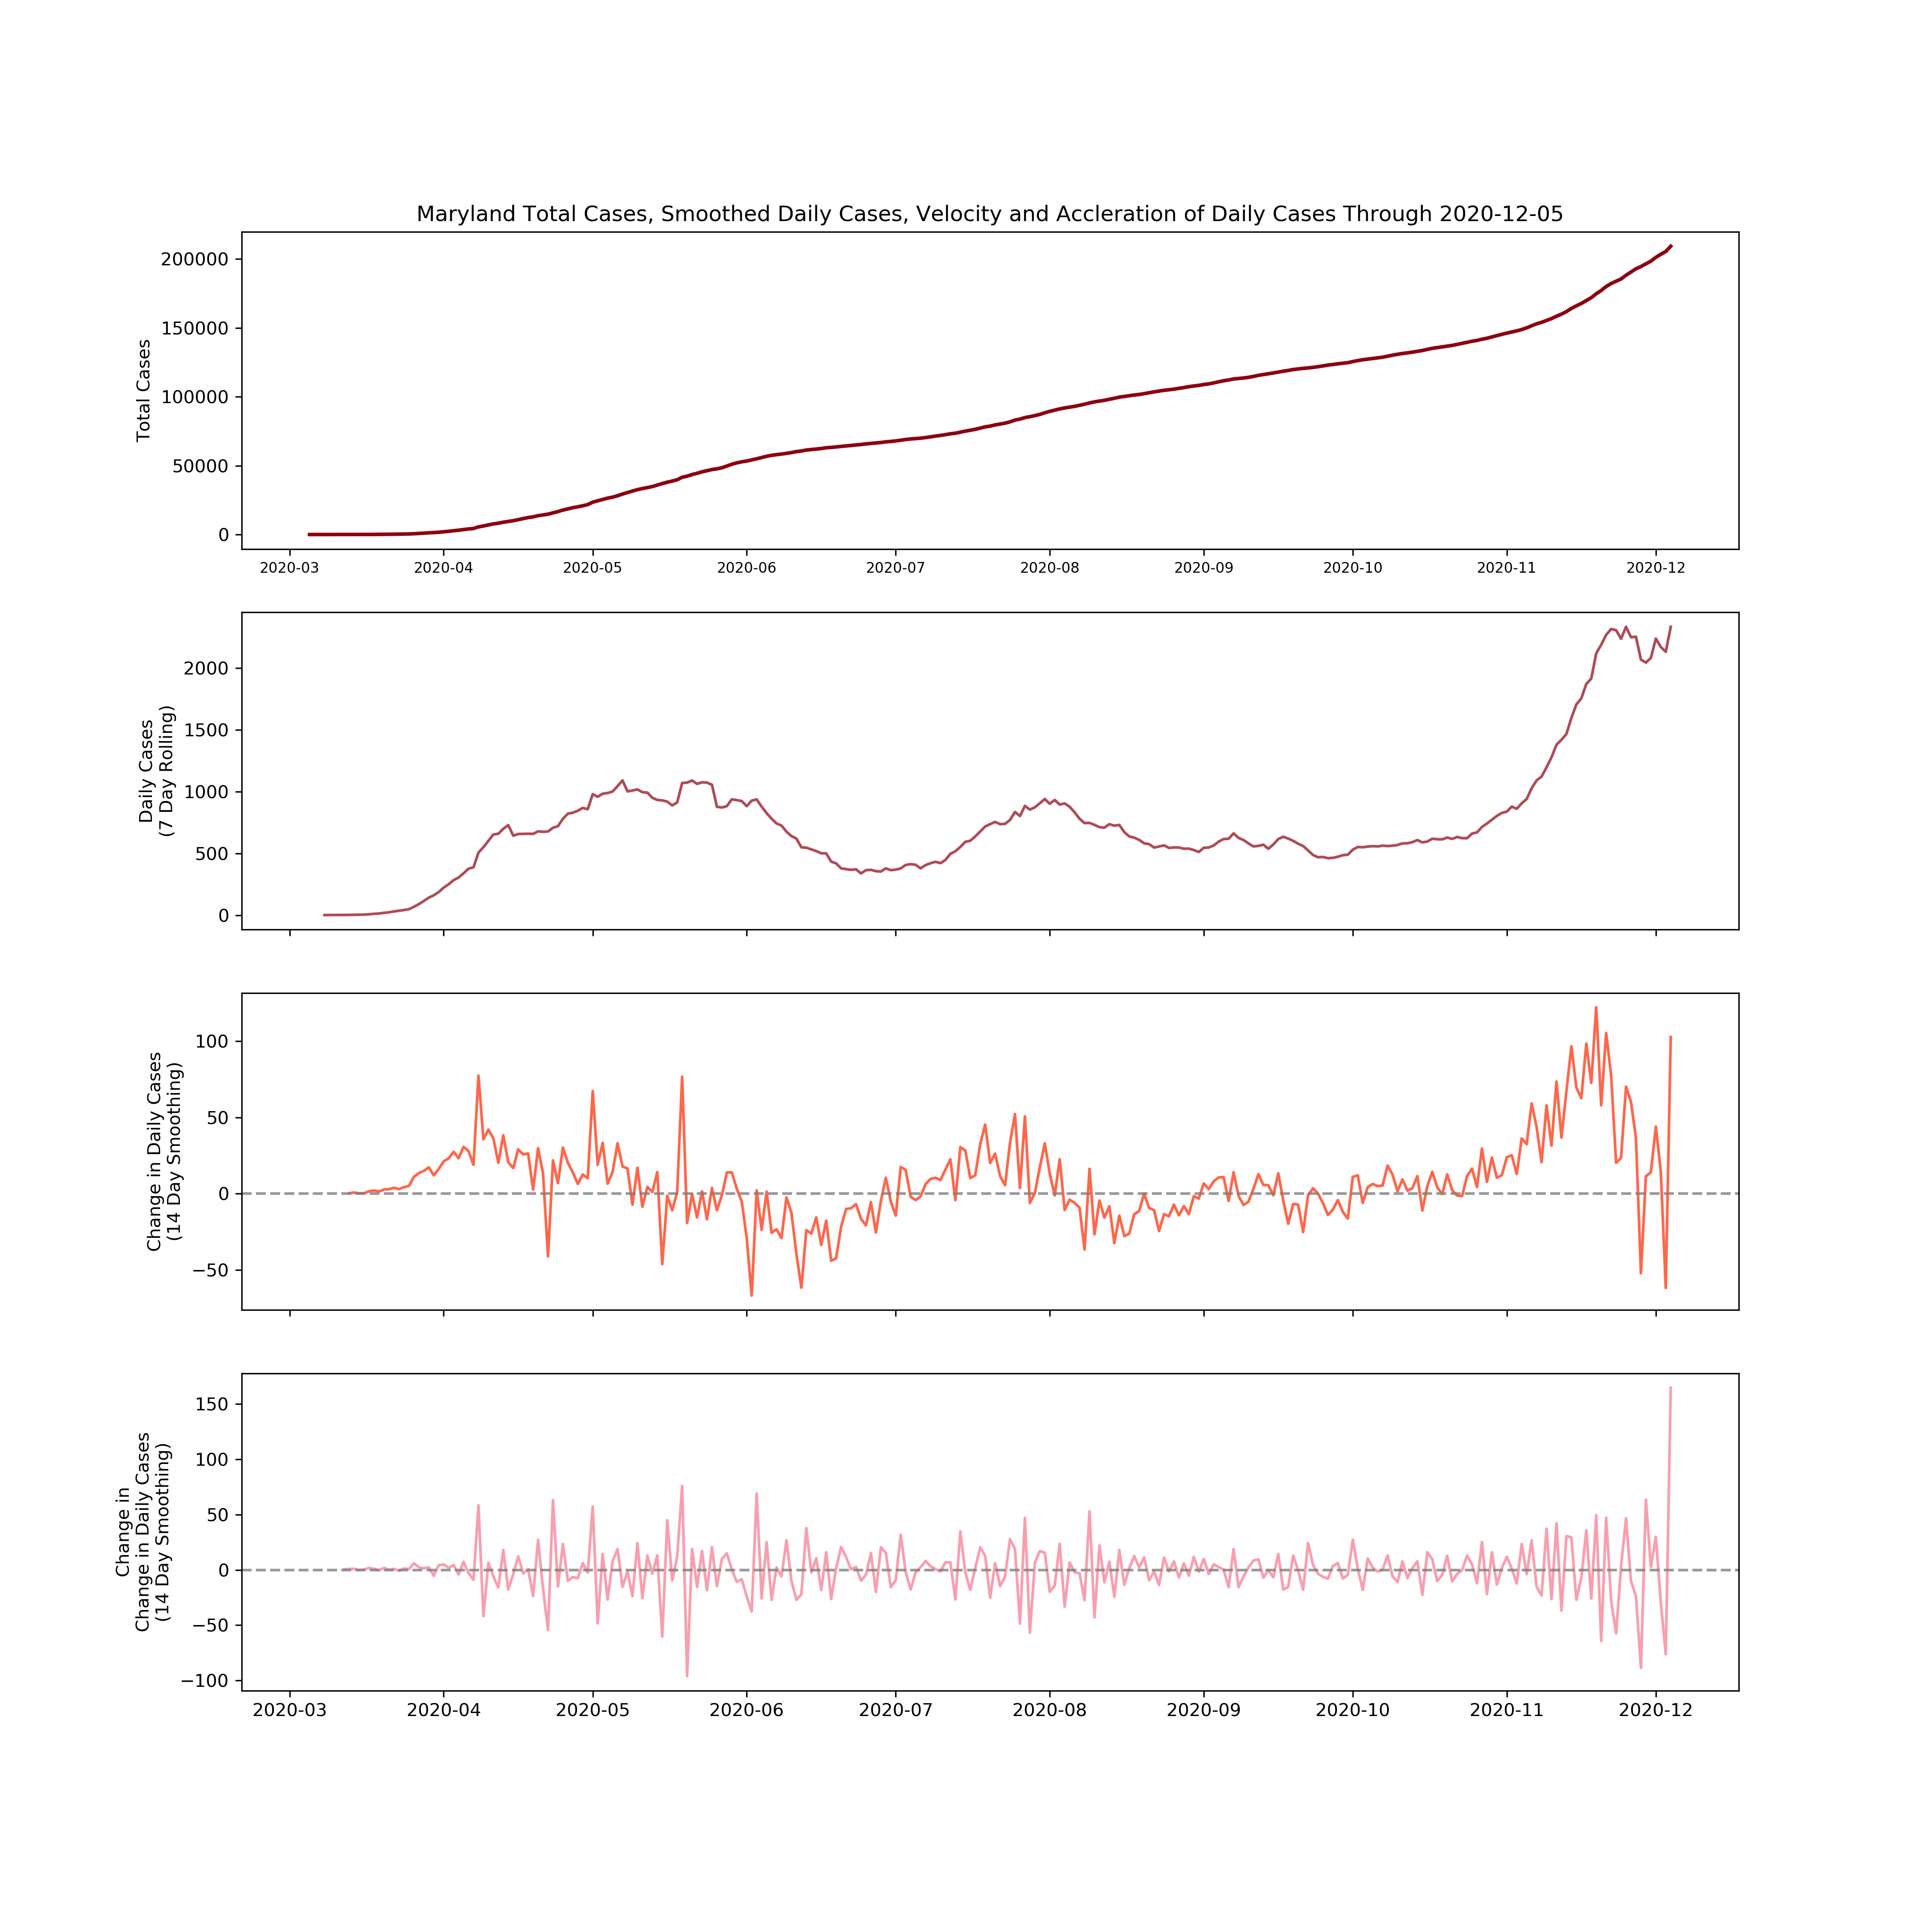 Maryland Total Cases, Smoothed Daily Cases, Velocity and Accleration of Daily Cases Through 2020-12-05
Total Cases
200000
150000
100000
50000
0
2020-03 2020-04 2020-05 2020-06 2020-07 2020-08 2020-09 2020-10 2020-11 2020-12
Daily Cases
(7 Day Rolling)
2000
1500
1000
500
0
Change in Daily Cases
(14 Day Smoothing)
100
50
0
−50
Change in
Change in Daily Cases
(14 Day Smoothing)
150
100
50
0
−50
−100
2020-03 2020-04 2020-05 2020-06 2020-07 2020-08 2020-09 2020-10 2020-11 2020-12